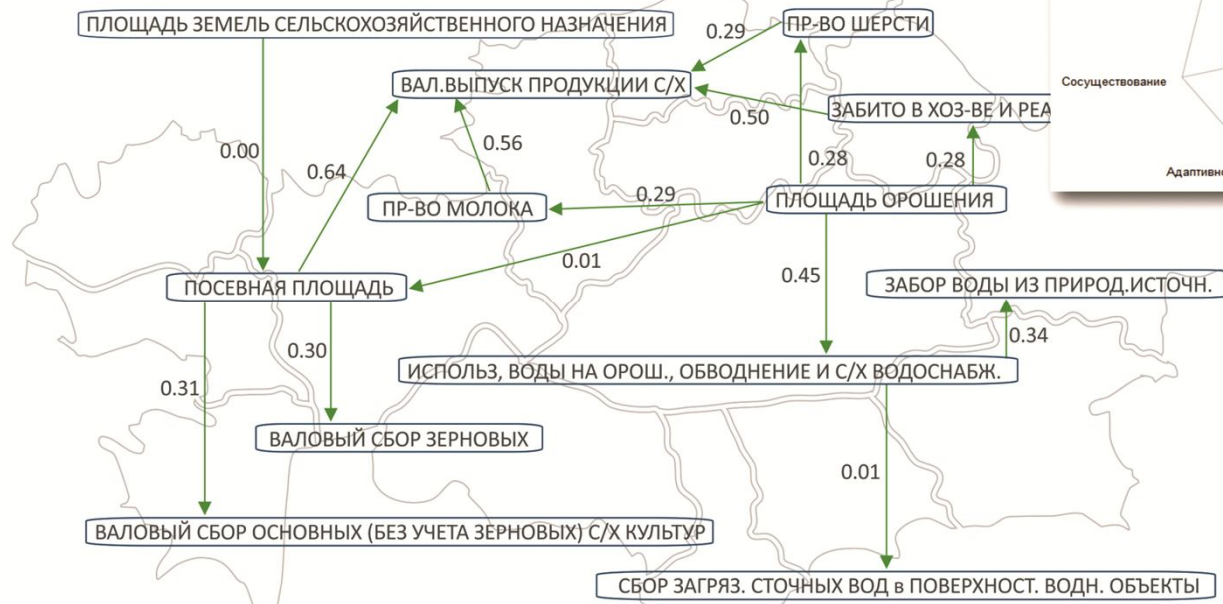 ПЛОЩАДЬ ЗЕМЕЛЬ СЕЛЬСКОХОЗЯЙСТВЕННОГО НАЗНАЧЕНИЯ
ПР-ВО ШЕРСТИ
0.29
Сосуществование
ВАЛ.ВЫПУСК ПРОДУКЦИИ С/Х
ЗАБИТО В ХОЗ-ВЕ И
0.50
0.00
0.64
0.56
0.28
0.28
ПР-ВО МОЛОКА
0.29
ПЛОЩАДЬ ОРОШЕНИЯ
0.01
0.45
ПОСЕВНАЯ ПЛОЩАДЬ
ЗАБОР ВОДЫ ИЗ ПРИРОД.ИСТОЧН.
0.34
0.30
ИСПОЛЬЗ, ВОДЫ НА ОРОШ., ОБВОДНЕНИЕ И С/Х ВОДОСНАБЖ.
0.31
ВАЛОВЫЙ СБОР ЗЕРНОВЫХ
0.01
ВАЛОВЫЙ СБОР ОСНОВНЫХ (БЕЗ УЧЕТА ЗЕРНОВЫХ) С/Х КУЛЬТУР
СБОР ЗАГРЯЗ. СТОЧНЫХ ВОД в ПОВЕРХНОСТ. ВОДН. ОБЪЕКТЫ